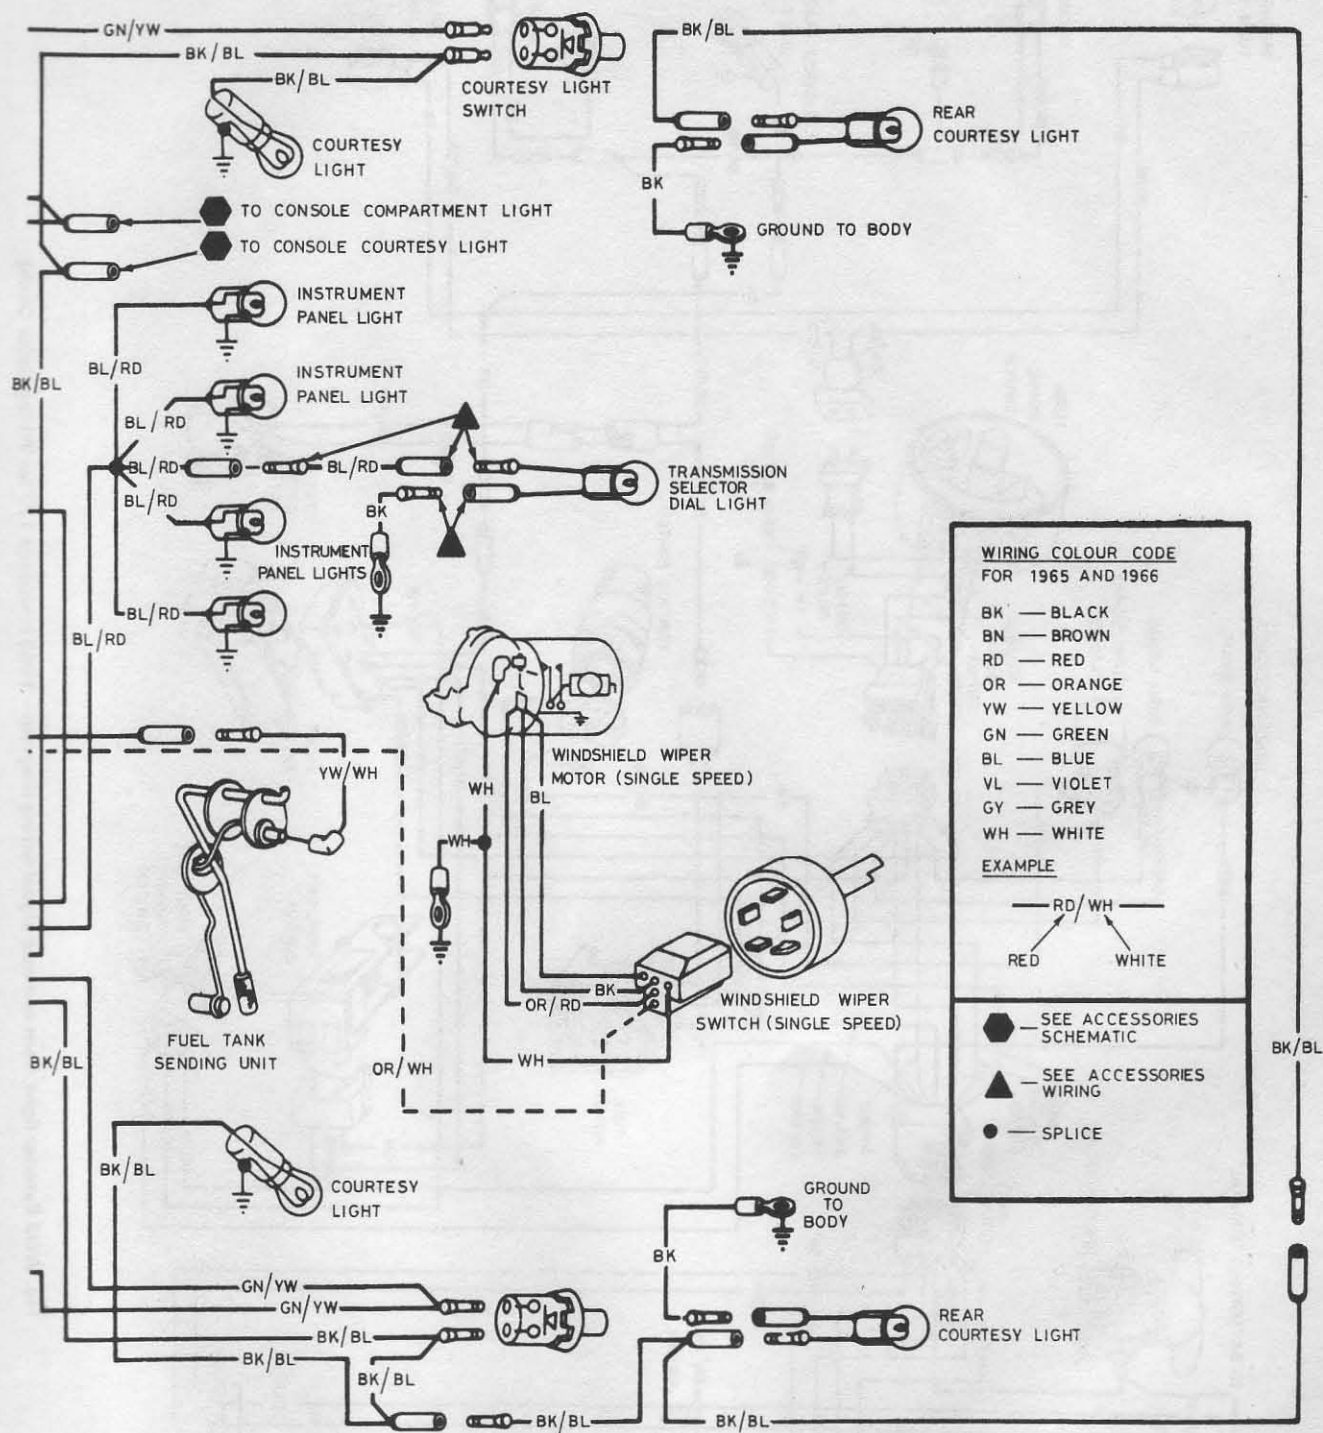 GN/YW
BK/BL
BK/BL
COURTESY LIGHT
SWITCH
BK/BL
REAR
COURTESY LIGHT
COURTESY
LIGHT
BK
GROUND TO BODY
TO CONSOLE COMPARTMENT LIGHT
TO CONSOLE COURTESY LIGHT
INSTRUMENT
PANEL LIGHT
BL/RD
BK/BL
INSTRUMENT
PANEL LIGHT
BL/RD
BL/RD
BL/RD
TRANSMISSION
SELECTOR
DIAL LIGHT
BL/RD
BK
INSTRUMENT
PANEL LIGHTS
BL/RD
BL/RD
WIRING COLOUR CODE
FOR 1965 AND 1966
BK — BLACK
BN — BROWN
RD — RED
OR — ORANGE
YW — YELLOW
GN — GREEN
BL — BLUE
VL — VIOLET
GY — GREY
WH — WHITE
EXAMPLE
RD/WH
RED WHITE
— SEE ACCESSORIES
SCHEMATIC
— SEE ACCESSORIES
WIRING
— SPLICE
WINDSHIELD WIPER
MOTOR (SINGLE SPEED)
YW/WH
WH
BL
WH
BK
OR/RD
WINDSHIELD WIPER
SWITCH (SINGLE SPEED)
WH
FUEL TANK
SENDING UNIT
OR/WH
BK/BL
BK/BL
BK/BL
COURTESY
LIGHT
GROUND
TO
BODY
BK
GN/YW
GN/YW
BK/BL
BK/BL
BK/BL
REAR
COURTESY LIGHT
BK/BL
BK/BL